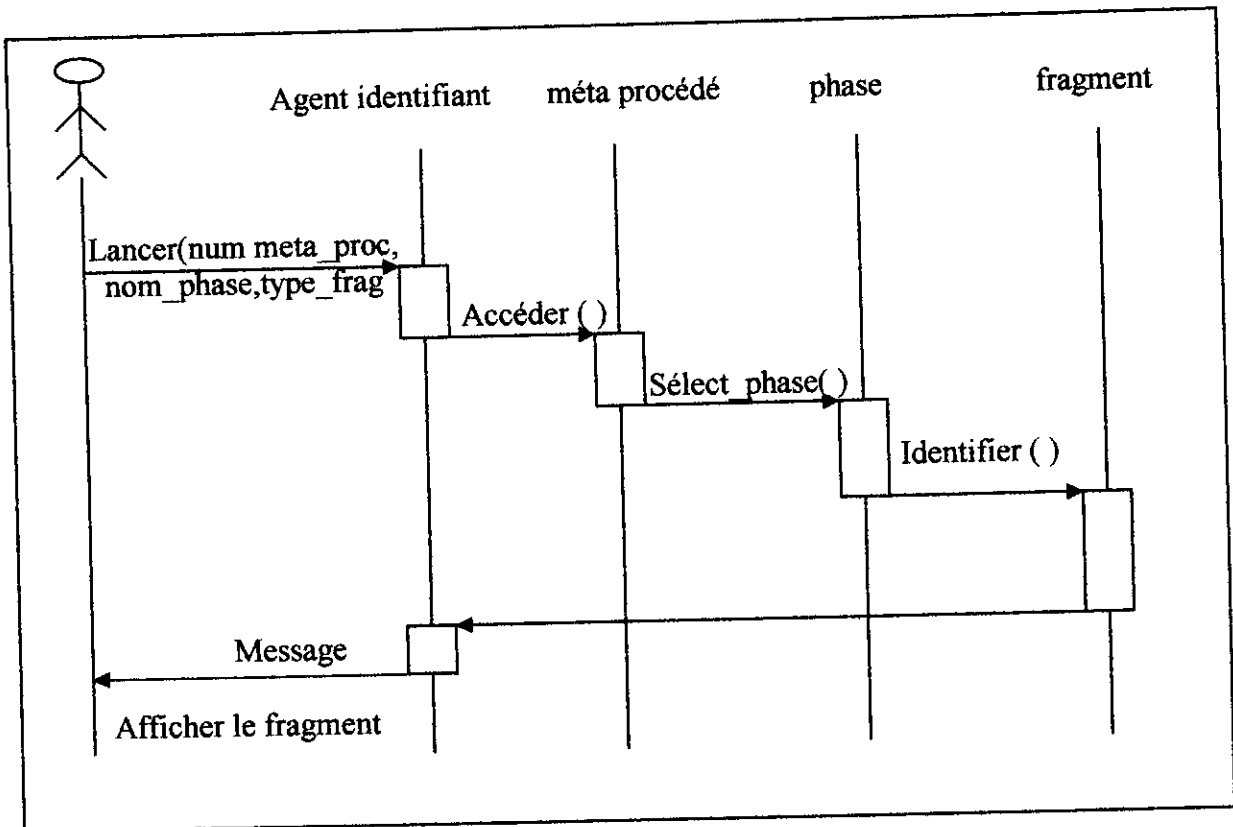 Agent identifiant
méta procédé
phase
fragment
Lancer(num meta_proc,
nom_phase,type_frag
Accéder ( )
Sélect_phase( )
Identifier ( )
Message
Afficher le fragment